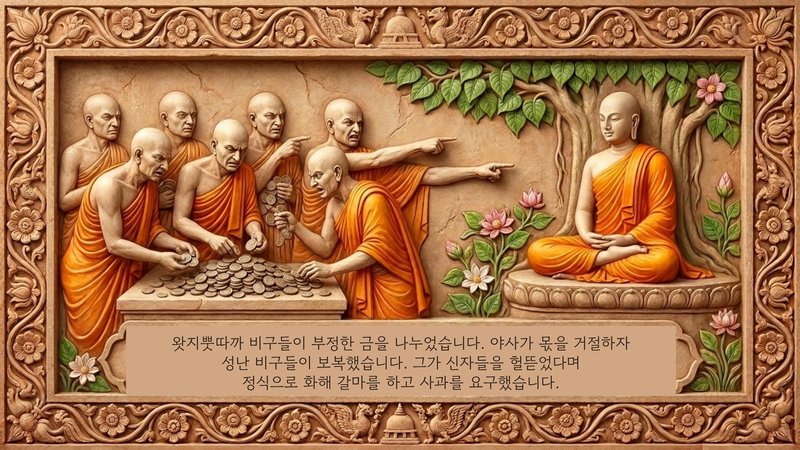 왓지뿟따까 비구들이 부정한 금을 나누었습니다. 야사가 몫을 거절하자
성난 비구들이 보복했습니다. 그가 신자들을 헐뜯었다며
정식으로 화해 갈마를 하고 사과를 요구했습니다.